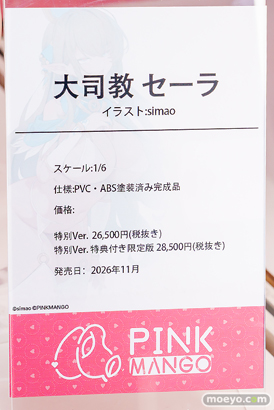 大司教 セーラ
イラスト:simao
スケール:1/6
仕様:PVC・ABS塗装済み完成品
価格:
特別Ver. 26,500円(税抜き)
特別Ver. 特典付き限定版 28,500円(税抜き)
発売日：2026年11月
©simao ©PINKMANGO
PINK
MANGO
moeyo.com